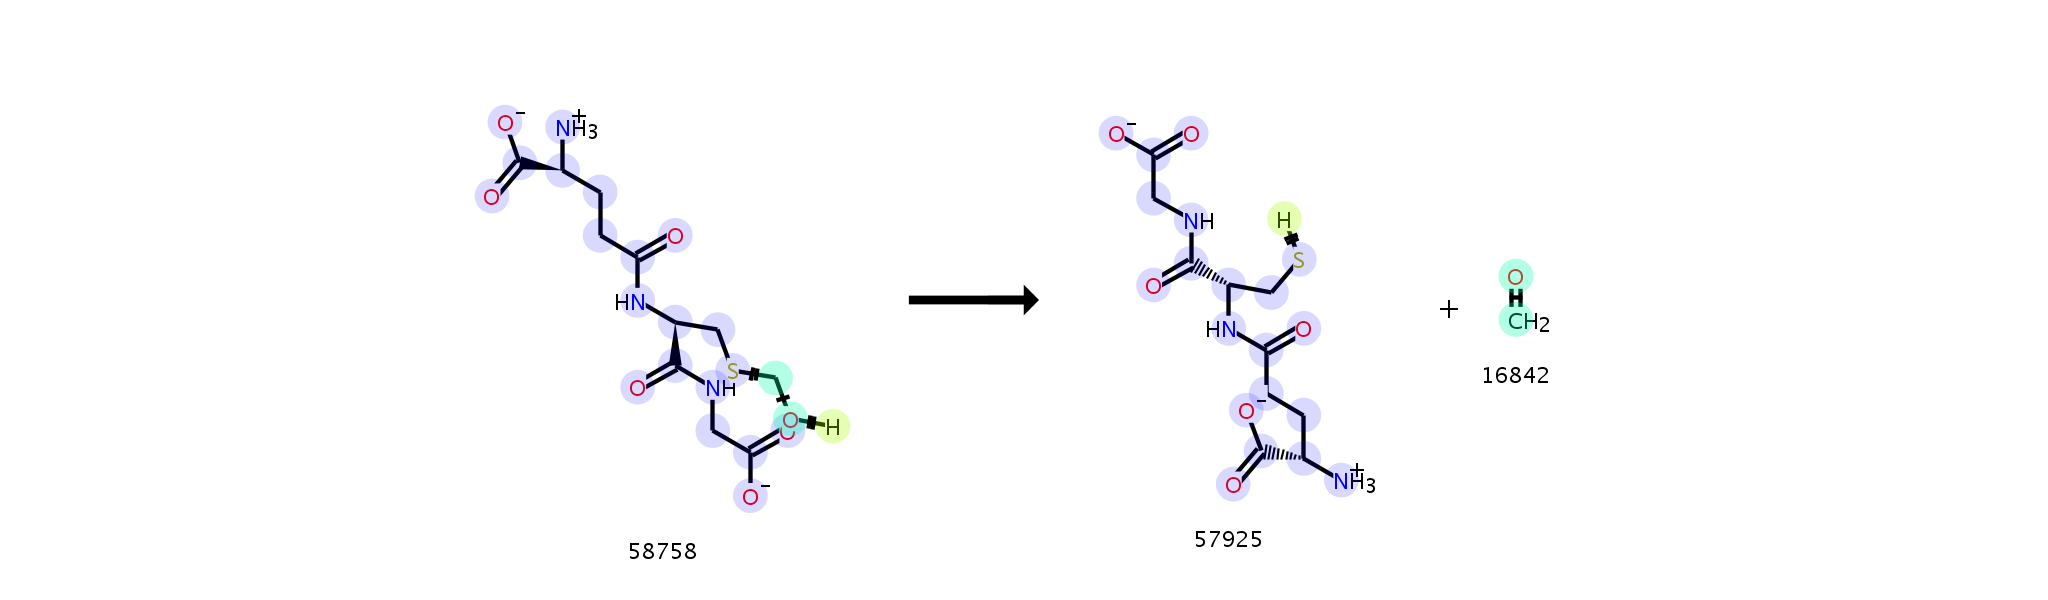 O⁻ NH3⁺
O
O
HN
S
O NH
O H
O
O⁻
58758
O⁻ O
NH H
O S
HN O
O⁻
O NH3⁺
57925
+
O
CH2
16842